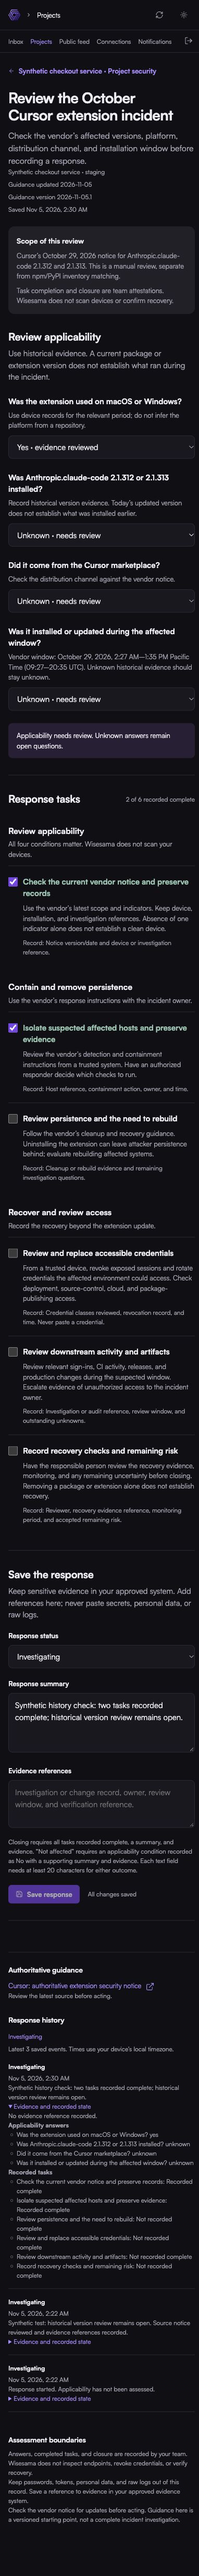 Projects
Inbox Projects Public feed Connections Notifications
Synthetic checkout service · Project security
Review the October
Cursor extension incident
Check the vendor's affected versions, platform,
distribution channel, and installation window before
recording a response.
Synthetic checkout service · staging
Guidance updated 2026-11-05
Guidance version 2026-11-05.1
Saved Nov 5, 2026, 2:30 AM
Scope of this review
Cursor's October 29, 2026 notice for Anthropic.claude-
code 2.1.312 and 2.1.313. This is a manual review, separate
from npm/PyPI inventory matching.
Task completion and closure are team attestations.
Wisesama does not scan devices or confirm recovery.
Review applicability
Use historical evidence. A current package or
extension version does not establish what ran during
the incident.
Was the extension used on macOS or Windows?
Use device records for the relevant period; do not infer the
platform from a repository.
Yes · evidence reviewed
Was Anthropic.claude-code 2.1.312 or 2.1.313
installed?
Record historical version evidence. Today's updated version
does not establish what was installed earlier.
Unknown · needs review
Did it come from the Cursor marketplace?
Check the distribution channel against the vendor notice.
Unknown · needs review
Was it installed or updated during the affected
window?
Vendor window: October 29, 2026, 2:27 AM–1:35 PM Pacific
Time (09:27–20:35 UTC). Unknown historical evidence should
stay unknown.
Unknown · needs review
Applicability needs review. Unknown answers remain
open questions.
Response tasks
2 of 6 recorded complete
Review applicability
All four conditions matter. Wisesama does not scan your
devices.
Check the current vendor notice and preserve
records
Use the vendor's latest scope and indicators. Keep device,
installation, and investigation references. Absence of one
indicator alone does not establish a clean device.
Record: Notice version/date and device or investigation
reference.
Contain and remove persistence
Use the vendor's response instructions with the incident owner.
Isolate suspected affected hosts and preserve
evidence
Review the vendor's detection and containment
instructions from a trusted system. Have an authorized
responder decide which checks to run.
Record: Host reference, containment action, owner, and time.
Review persistence and the need to rebuild
Follow the vendor's cleanup and recovery guidance.
Uninstalling the extension can leave attacker persistence
behind; evaluate rebuilding affected systems.
Record: Cleanup or rebuild evidence and remaining
investigation questions.
Recover and review access
Record the recovery beyond the extension update.
Review and replace accessible credentials
From a trusted device, revoke exposed sessions and rotate
credentials the affected environment could access. Check
deployment, source-control, cloud, and package-
publishing access.
Record: Credential classes reviewed, revocation record, and
time. Never paste a credential.
Review downstream activity and artifacts
Review relevant sign-ins, CI activity, releases, and
production changes during the suspected window.
Escalate evidence of unauthorized access to the incident
owner.
Record: Investigation or audit reference, review window, and
outstanding unknowns.
Record recovery checks and remaining risk
Have the responsible person review the recovery evidence,
monitoring, and any remaining uncertainty before closing.
Removing a package or extension alone does not establish
recovery.
Record: Reviewer, recovery evidence reference, monitoring
period, and accepted remaining risk.
Save the response
Keep sensitive evidence in your approved system. Add
references here; never paste secrets, personal data, or
raw logs.
Response status
Investigating
Response summary
Synthetic history check: two tasks recorded
complete; historical version review remains open.
Evidence references
Investigation or change record, owner, review
window, and verification reference.
Closing requires all tasks recorded complete, a summary, and
evidence. "Not affected" requires an applicability condition recorded
as No with a supporting summary and evidence. Each text field
needs at least 20 characters for either outcome.
Save response
All changes saved
Authoritative guidance
Cursor: authoritative extension security notice
Review the latest source before acting.
Response history
Investigating
Latest 3 saved events. Times use your device's local timezone.
Investigating
Nov 5, 2026, 2:30 AM
Synthetic history check: two tasks recorded complete; historical
version review remains open.
▼ Evidence and recorded state
No evidence reference recorded.
Applicability answers
Was the extension used on macOS or Windows? yes
Was Anthropic.claude-code 2.1.312 or 2.1.313 installed? unknown
Did it come from the Cursor marketplace? unknown
Was it installed or updated during the affected window? unknown
Recorded tasks
Check the current vendor notice and preserve records: Recorded
complete
Isolate suspected affected hosts and preserve evidence:
Recorded complete
Review persistence and the need to rebuild: Not recorded
complete
Review and replace accessible credentials: Not recorded
complete
Review downstream activity and artifacts: Not recorded complete
Record recovery checks and remaining risk: Not recorded
complete
Investigating
Nov 5, 2026, 2:22 AM
Synthetic test: historical version review remains open. Source notice
reviewed and evidence references recorded.
▶ Evidence and recorded state
Investigating
Nov 5, 2026, 2:22 AM
Response started. Applicability has not been assessed.
▶ Evidence and recorded state
Assessment boundaries
Answers, completed tasks, and closure are recorded by your team.
Wisesama does not inspect endpoints, revoke credentials, or verify
recovery.
Keep passwords, tokens, personal data, and raw logs out of this
record. Save a reference to evidence in your approved evidence
system.
Check the vendor notice for updates before acting. Guidance here is
a versioned starting point, not a complete incident investigation.